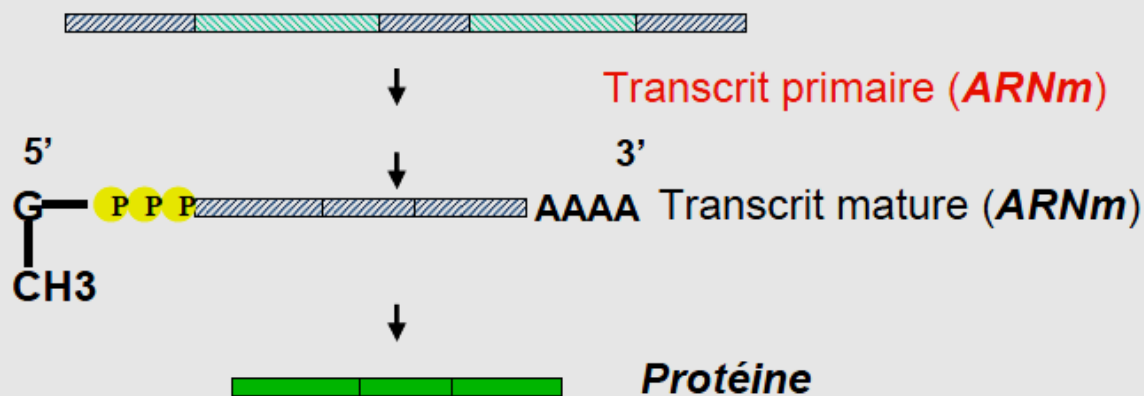 Transcrit primaire (ARNm)
5’ 3’
G P P P AAAA Transcrit mature (ARNm)
CH3
Protéine